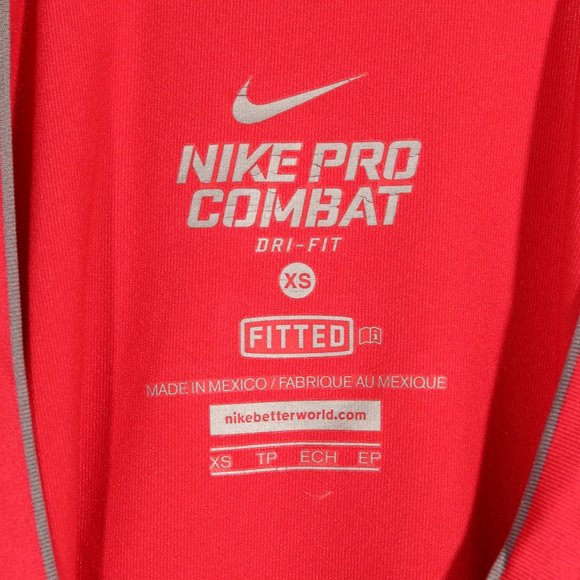 NIKE PRO
COMBAT
DRI-FIT
XS
FITTED
MADE IN MEXICO / FABRIQUE AU MEXIQUE
nikebetterworld.com
XS TP ECH EP